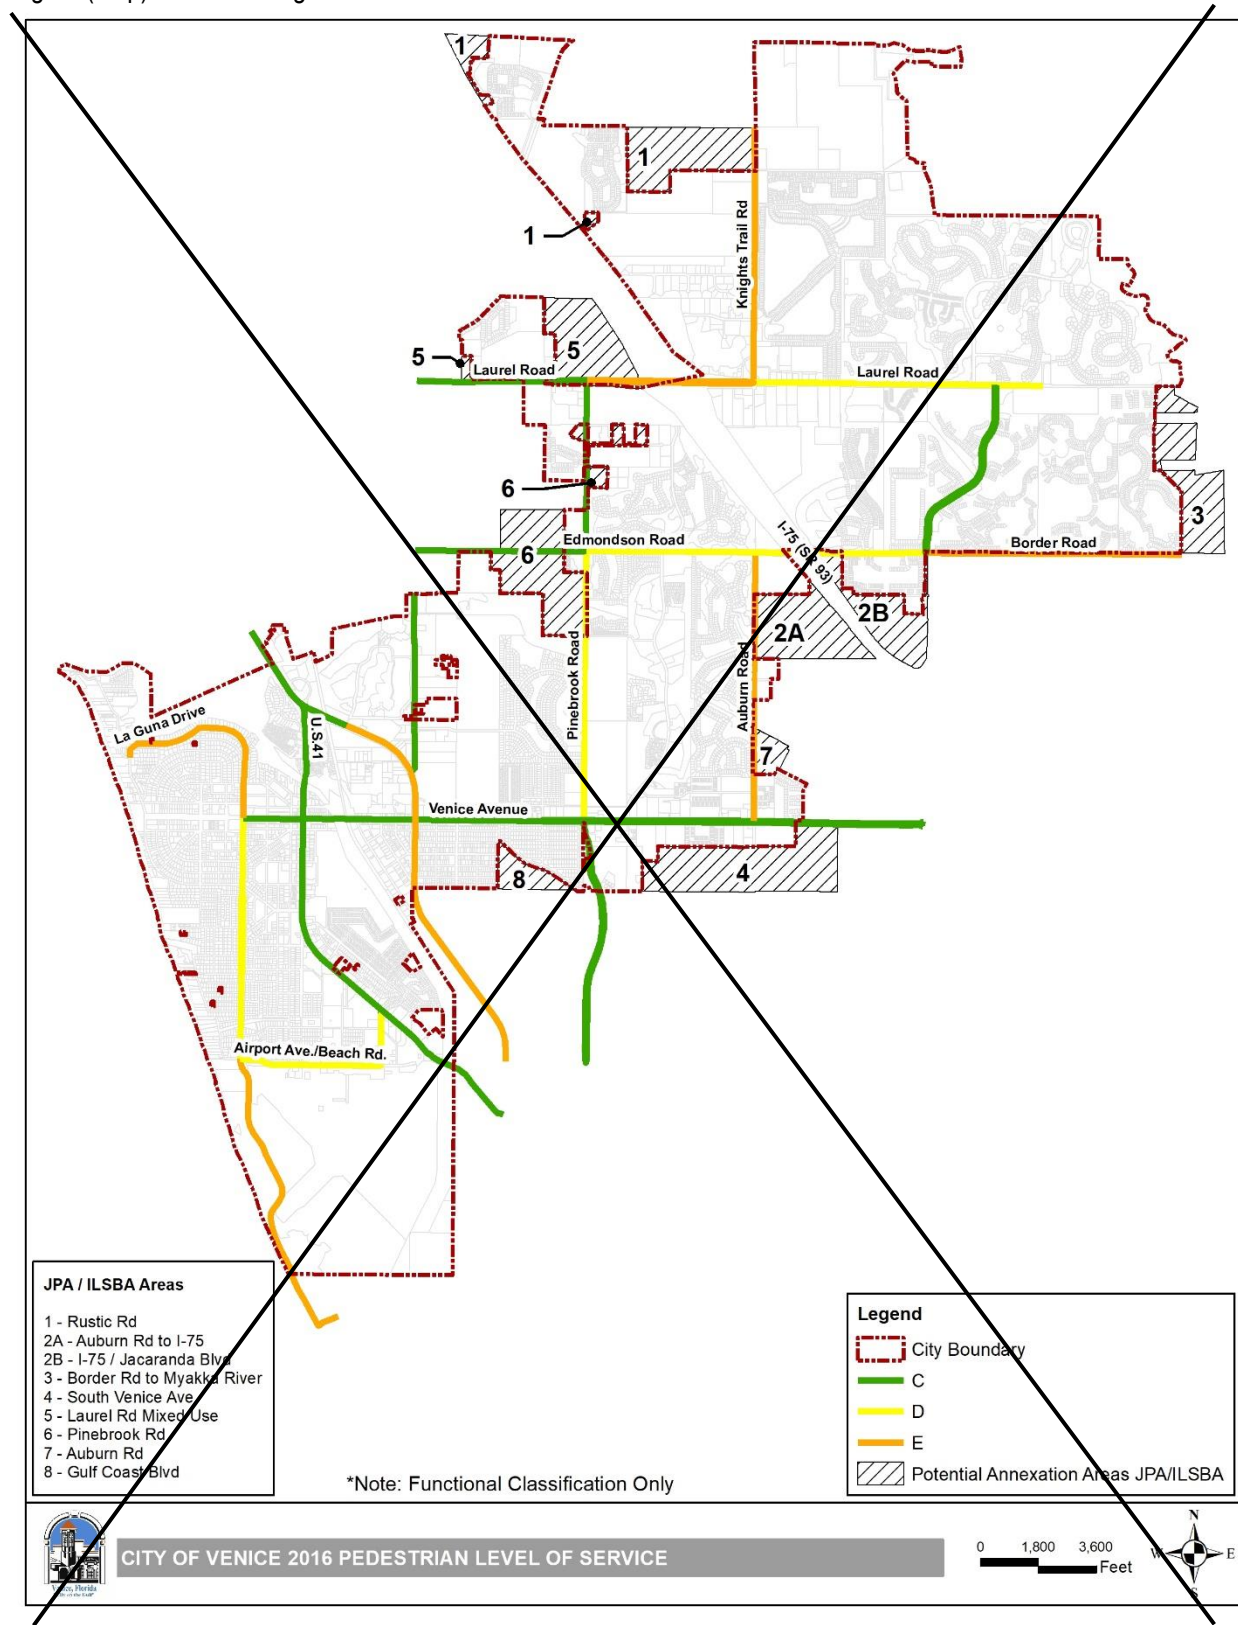 1
1
1
Knights Trail Rd
5
5
Laurel Road
Laurel Road
6
3
I-75 (SR 93)
6
Edmondson Road
Border Road
2B
2A
Pinebrook Road
Auburn Road
La Guna Drive
U.S.41
7
Venice Avenue
8
4
Airport Ave./Beach Rd.
JPA / ILSBA Areas
1 - Rustic Rd
2A - Auburn Rd to I-75
2B - I-75 / Jacaranda Blvd
3 - Border Rd to Myakka River
4 - South Venice Ave
5 - Laurel Rd Mixed Use
6 - Pinebrook Rd
7 - Auburn Rd
8 - Gulf Coast Blvd
*Note: Functional Classification Only
Legend
City Boundary
C
D
E
Potential Annexation Areas JPA/ILSBA
CITY OF VENICE 2016 PEDESTRIAN LEVEL OF SERVICE
Venice, Florida
0 1,800 3,600
Feet
N
W E
S